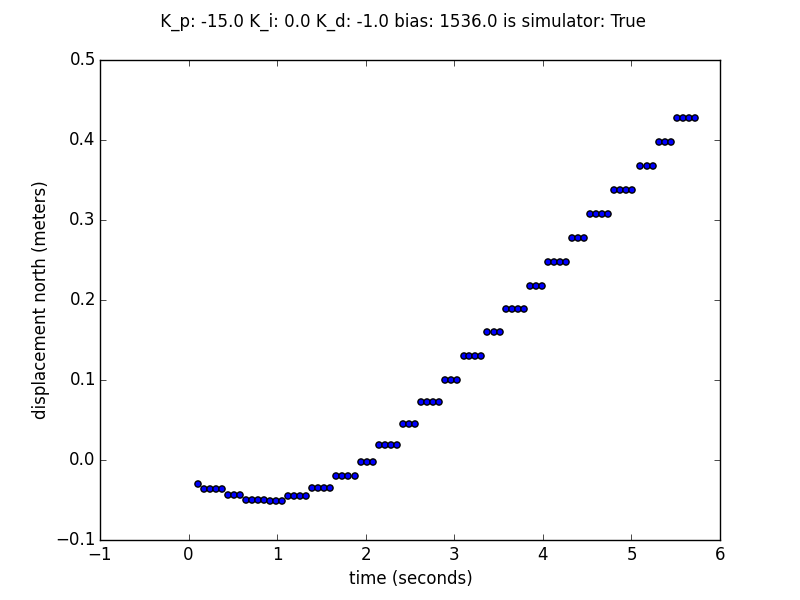 K_p: -15.0 K_i: 0.0 K_d: -1.0 bias: 1536.0 is simulator: True
0.5
0.4
0.3
0.2
0.1
0.0
−0.1
displacement north (meters)
−1 0 1 2 3 4 5 6
time (seconds)